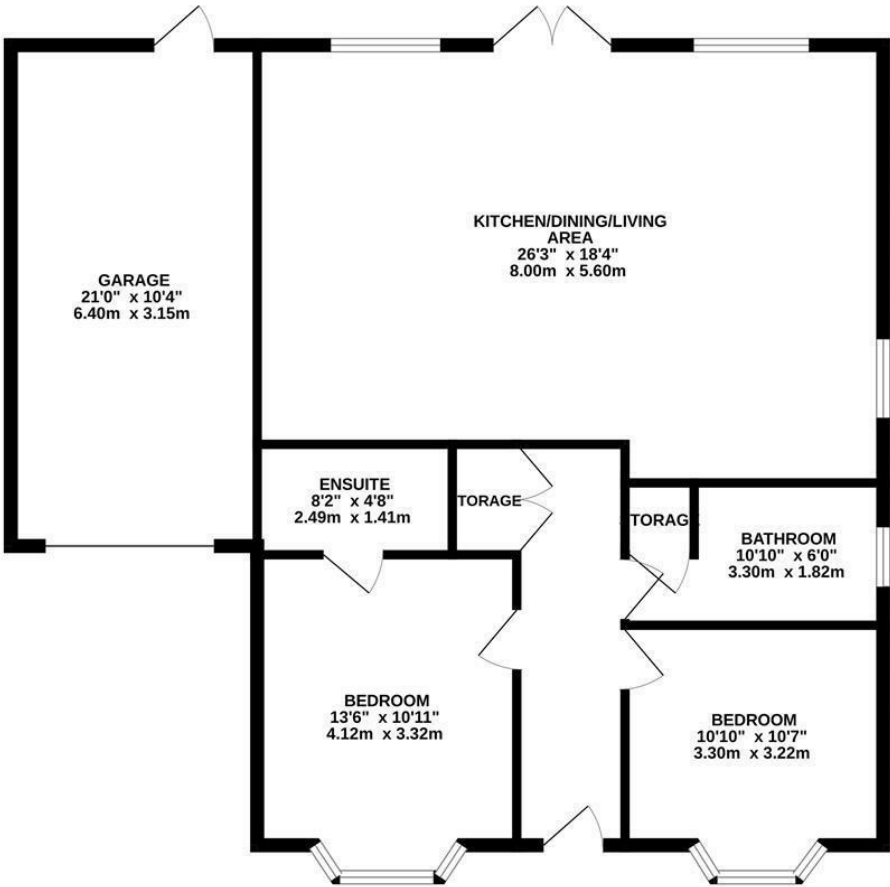 KITCHEN/DINING/LIVING
AREA
26'3" x 18'4"
8.00m x 5.60m
GARAGE
21'0" x 10'4"
6.40m x 3.15m
ENSUITE
8'2" x 4'8"
2.49m x 1.41m
TORAGE
TORAG
BATHROOM
10'10" x 6'0"
3.30m x 1.82m
BEDROOM
13'6" x 10'11"
4.12m x 3.32m
BEDROOM
10'10" x 10'7"
3.30m x 3.22m